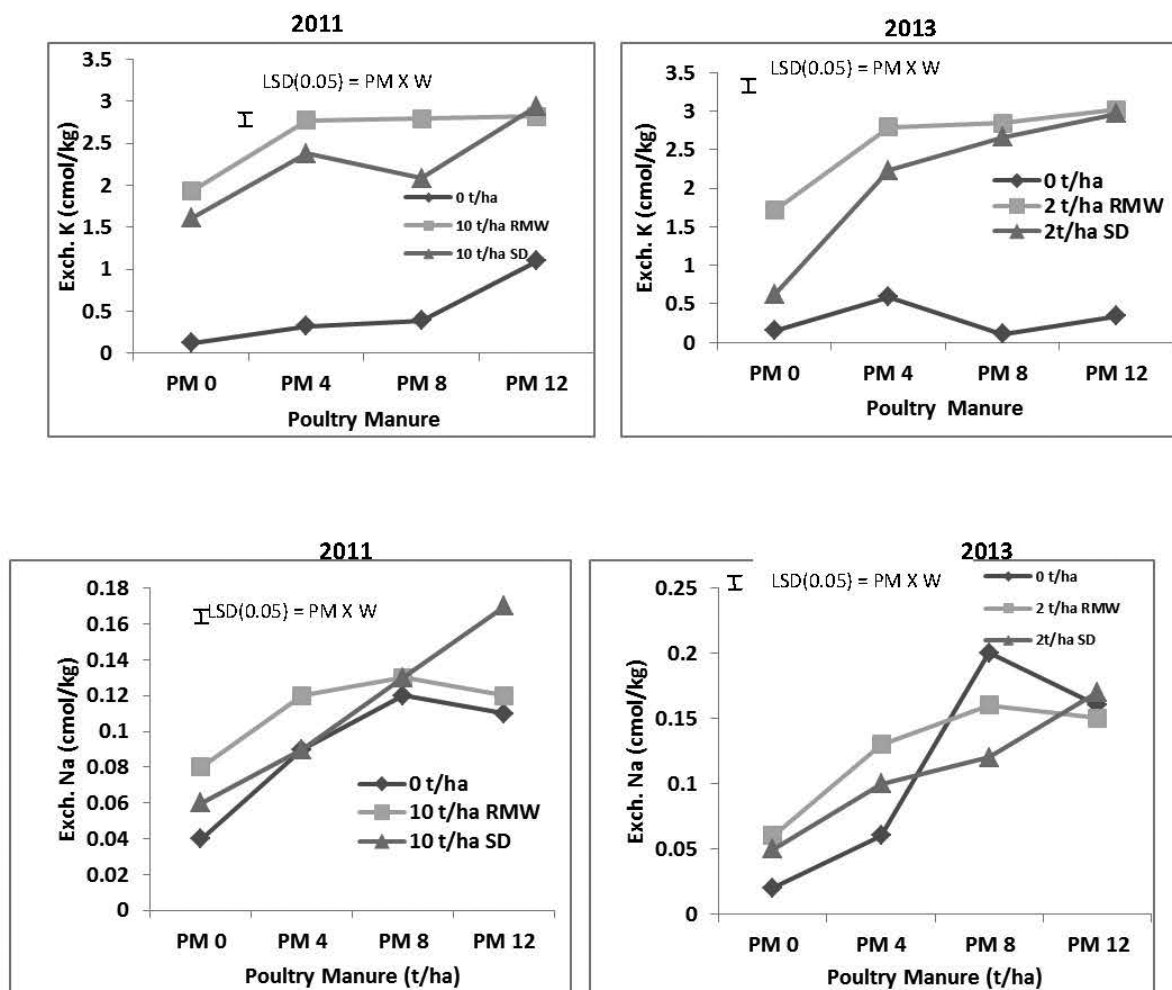 2011
3.5
3
2.5
2
1.5
1
0.5
0
Exch. K (cmol/kg)
LSD(0.05) = PM X W
0 t/ha
10 t/ha RMW
10 t/ha SD
PM 0 PM 4 PM 8 PM 12
Poultry Manure
2013
3.5
3
2.5
2
1.5
1
0.5
0
Exch. K (cmol/kg)
LSD(0.05) = PM X W
0 t/ha
2 t/ha RMW
2t/ha SD
PM 0 PM 4 PM 8 PM 12
Poultry Manure
2011
0.18
0.16
0.14
0.12
0.1
0.08
0.06
0.04
0.02
0
Exch. Na (cmol/kg)
LSD(0.05) = PM X W
0 t/ha
10 t/ha RMW
10 t/ha SD
PM 0 PM 4 PM 8 PM 12
Poultry Manure (t/ha)
2013
0.25
0.2
0.15
0.1
0.05
0
Exch. Na (cmol/kg)
LSD(0.05) = PM X W
0 t/ha
2 t/ha RMW
2t/ha SD
PM 0 PM 4 PM 8 PM 12
Poultry Manure (t/ha)